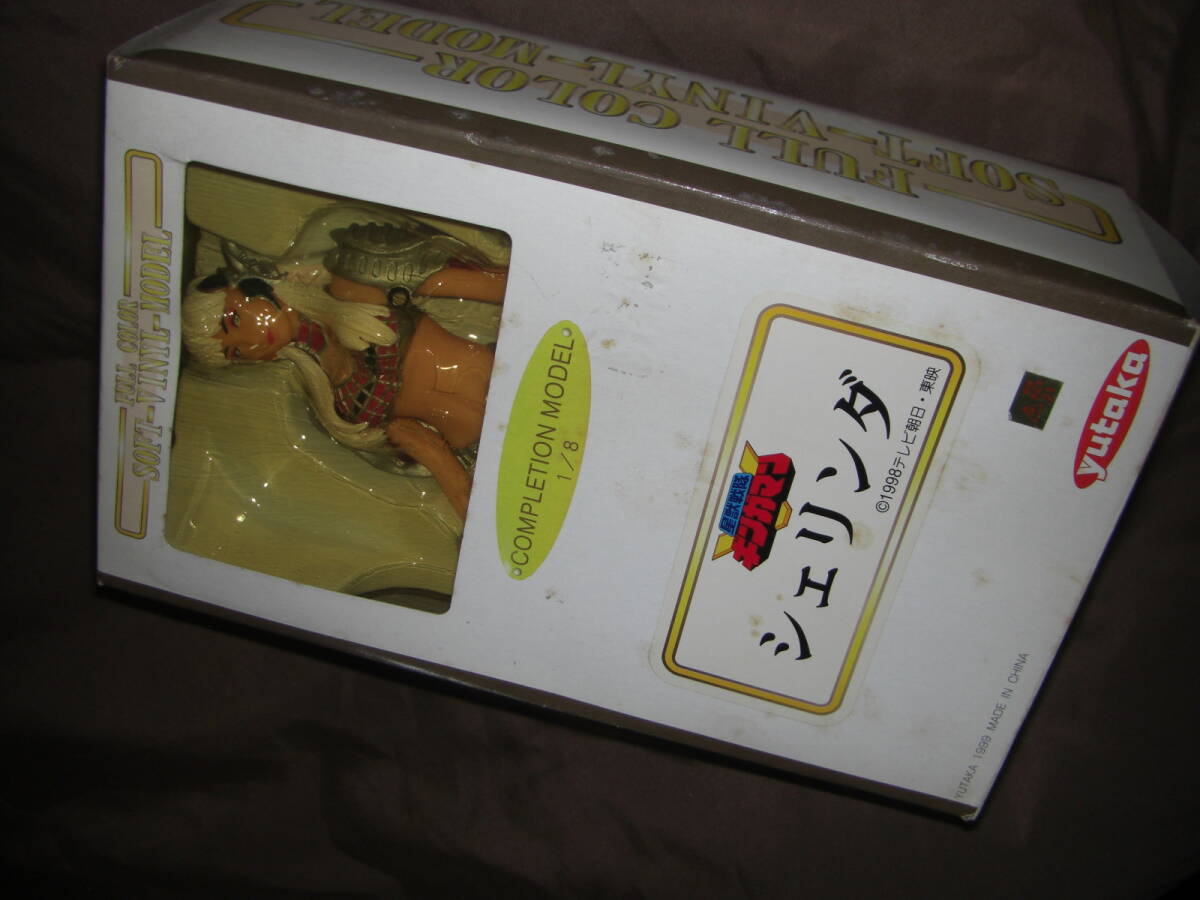 FULL COLOR
SOFT-VINYL-MODEL
FULL COLOR
SOFT-VINYL-MODEL
COMPLETION MODEL
1/8
星獣戦隊
ギンガマン
シェリンダ
©1998テレビ朝日・東映
yutaka
YUTAKA 1999 MADE IN CHINA